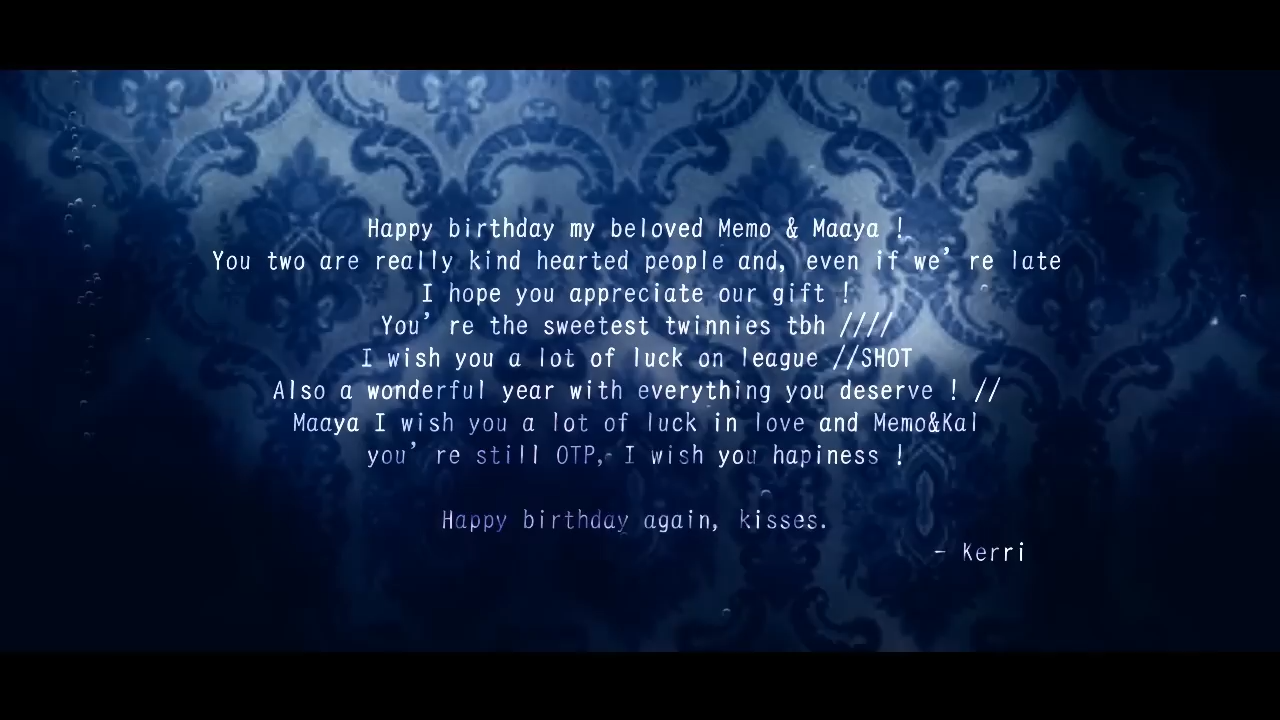 Happy birthday my beloved Memo & Maaya !
You two are really kind hearted people and, even if we're late
I hope you appreciate our gift !
You're the sweetest twinnies tbh ////
I wish you a lot of luck on league //SHOT
Also a wonderful year with everything you deserve ! //
Maaya I wish you a lot of luck in love and Memo&Kal
you're still OTP, I wish you hapiness !
Happy birthday again, kisses.
- Kerri